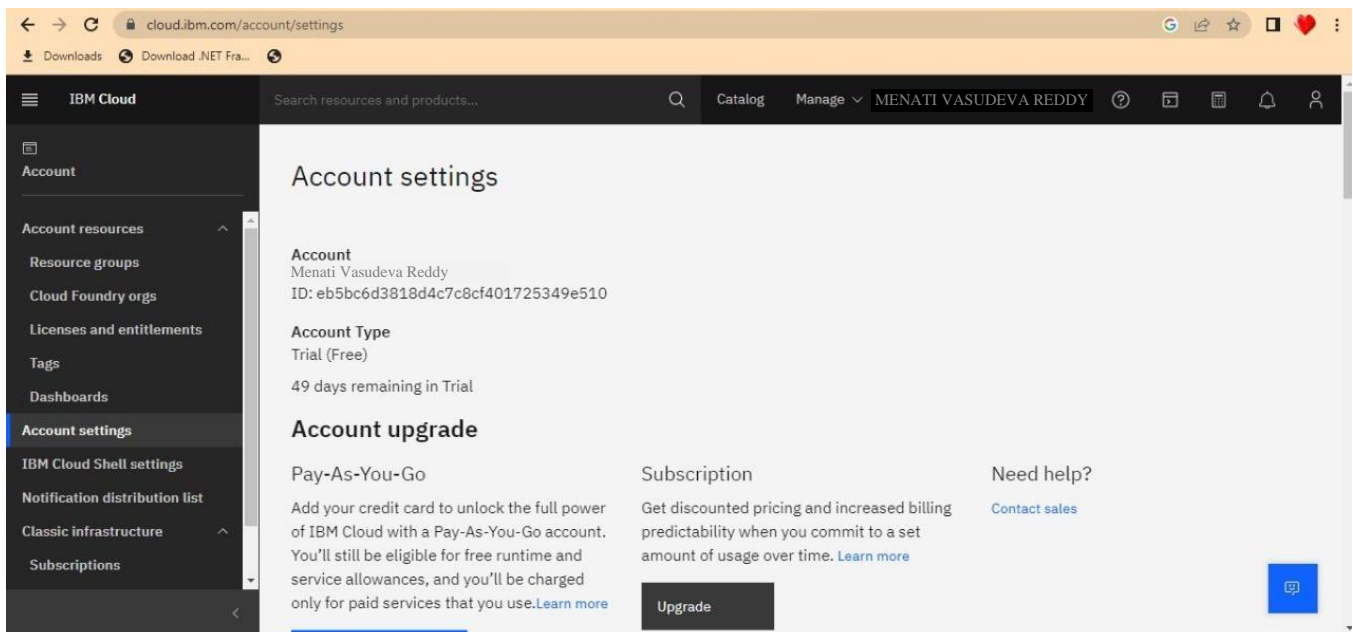 cloud.ibm.com/account/settings
Downloads Download .NET Fra...
IBM Cloud
Search resources and products...
Catalog Manage MENATI VASUDEVA REDDY
Account
Account resources
Resource groups
Cloud Foundry orgs
Licenses and entitlements
Tags
Dashboards
Account settings
IBM Cloud Shell settings
Notification distribution list
Classic infrastructure
Subscriptions
Account settings
Account
Menati Vasudeva Reddy
ID: eb5bc6d3818d4c7c8cf401725349e510
Account Type
Trial (Free)
49 days remaining in Trial
Account upgrade
Pay-As-You-Go
Add your credit card to unlock the full power
of IBM Cloud with a Pay-As-You-Go account.
You'll still be eligible for free runtime and
service allowances, and you'll be charged
only for paid services that you use.Learn more
Subscription
Get discounted pricing and increased billing
predictability when you commit to a set
amount of usage over time. Learn more
Upgrade
Need help?
Contact sales